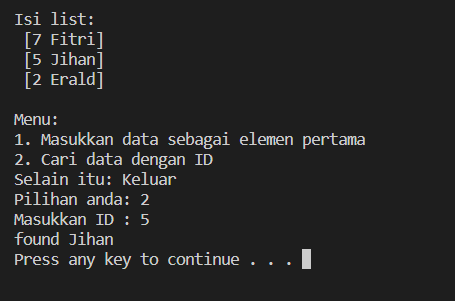 Isi list:
[7 Fitri]
[5 Jihan]
[2 Erald]
Menu:
1. Masukkan data sebagai elemen pertama
2. Cari data dengan ID
Selain itu: Keluar
Pilihan anda: 2
Masukkan ID : 5
found Jihan
Press any key to continue . . .